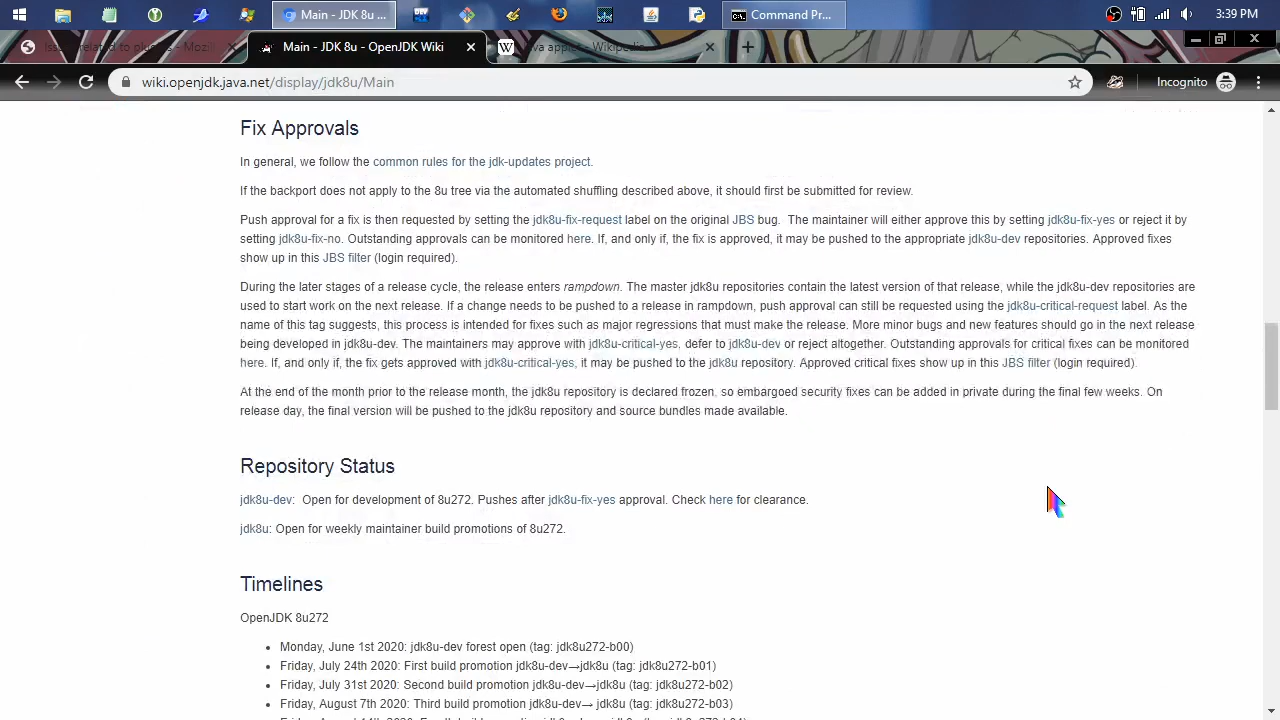 Main - JDK 8u ...
Command Pr...
3:39 PM
Main - JDK 8u - OpenJDK Wiki
wiki.openjdk.java.net/display/jdk8u/Main
Incognito
Fix Approvals
In general, we follow the common rules for the jdk-updates project.
If the backport does not apply to the 8u tree via the automated shuffling described above, it should first be submitted for review.
Push approval for a fix is then requested by setting the jdk8u-fix-request label on the original JBS bug. The maintainer will either approve this by setting jdk8u-fix-yes or reject it by
setting jdk8u-fix-no. Outstanding approvals can be monitored here. If, and only if, the fix is approved, it may be pushed to the appropriate jdk8u-dev repositories. Approved fixes
show up in this JBS filter (login required).
During the later stages of a release cycle, the release enters rampdown. The master jdk8u repositories contain the latest version of that release, while the jdk8u-dev repositories are
used to start work on the next release. If a change needs to be pushed to a release in rampdown, push approval can still be requested using the jdk8u-critical-request label. As the
name of this tag suggests, this process is intended for fixes such as major regressions that must make the release. More minor bugs and new features should go in the next release
being developed in jdk8u-dev. The maintainers may approve with jdk8u-critical-yes, defer to jdk8u-dev or reject altogether. Outstanding approvals for critical fixes can be monitored
here. If, and only if, the fix gets approved with jdk8u-critical-yes, it may be pushed to the jdk8u repository. Approved critical fixes show up in this JBS filter (login required).
At the end of the month prior to the release month, the jdk8u repository is declared frozen, so embargoed security fixes can be added in private during the final few weeks. On
release day, the final version will be pushed to the jdk8u repository and source bundles made available.
Repository Status
jdk8u-dev: Open for development of 8u272. Pushes after jdk8u-fix-yes approval. Check here for clearance.
jdk8u: Open for weekly maintainer build promotions of 8u272.
Timelines
OpenJDK 8u272
• Monday, June 1st 2020: jdk8u-dev forest open (tag: jdk8u272-b00)
• Friday, July 24th 2020: First build promotion jdk8u-dev→jdk8u (tag: jdk8u272-b01)
• Friday, July 31st 2020: Second build promotion jdk8u-dev→jdk8u (tag: jdk8u272-b02)
• Friday, August 7th 2020: Third build promotion jdk8u-dev→ jdk8u (tag: jdk8u272-b03)